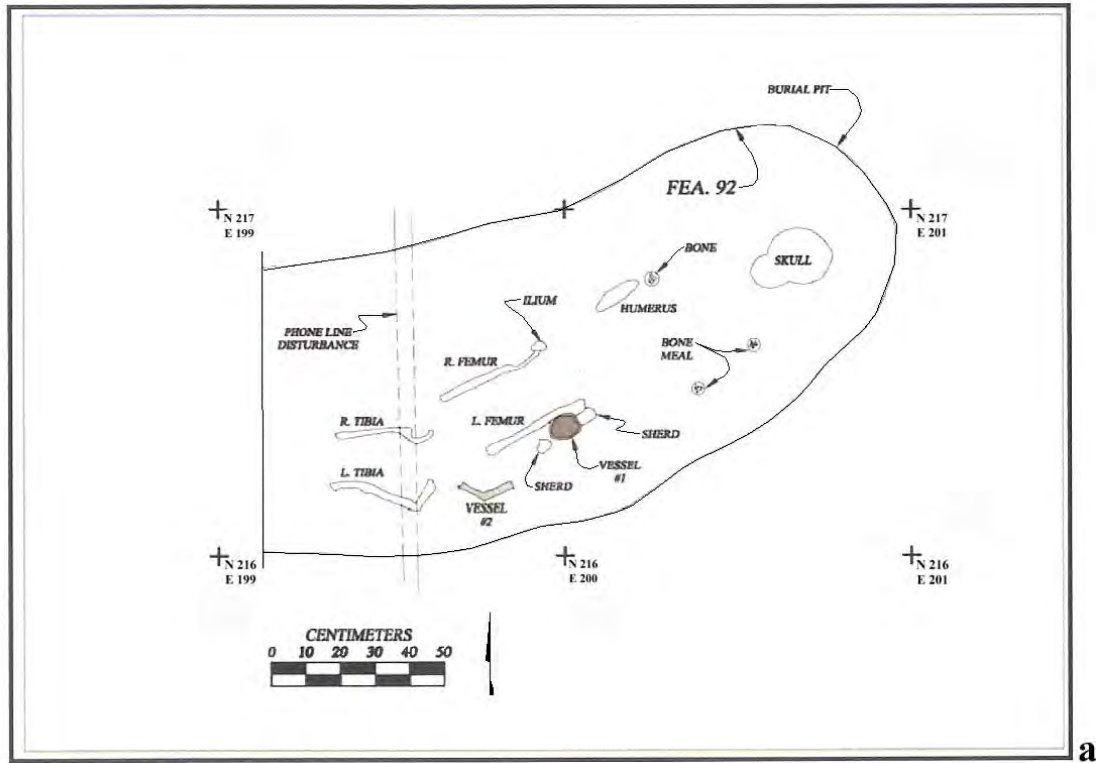 BURIAL PIT
FEA. 92
N 217
E 199
N 217
E 201
BONE
SKULL
ILIUM
HUMERUS
PHONE LINE
DISTURBANCE
BONE
MEAL
R. FEMUR
R. TIBIA
L. FEMUR
SHERD
L. TIBIA
VESSEL
#1
SHERD
VESSEL
#2
N 216
E 199
N 216
E 200
N 216
E 201
CENTIMETERS
0 10 20 30 40 50
a